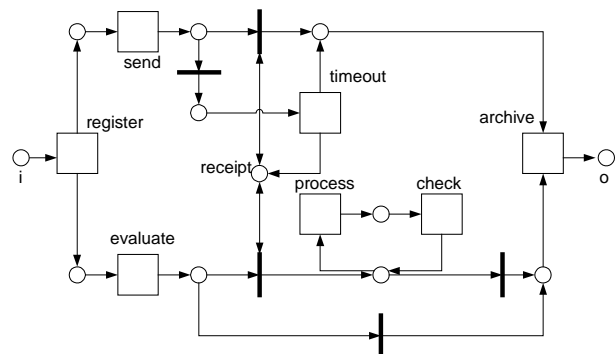 send
timeout
register
archive
i
receipt
process
check
o
evaluate